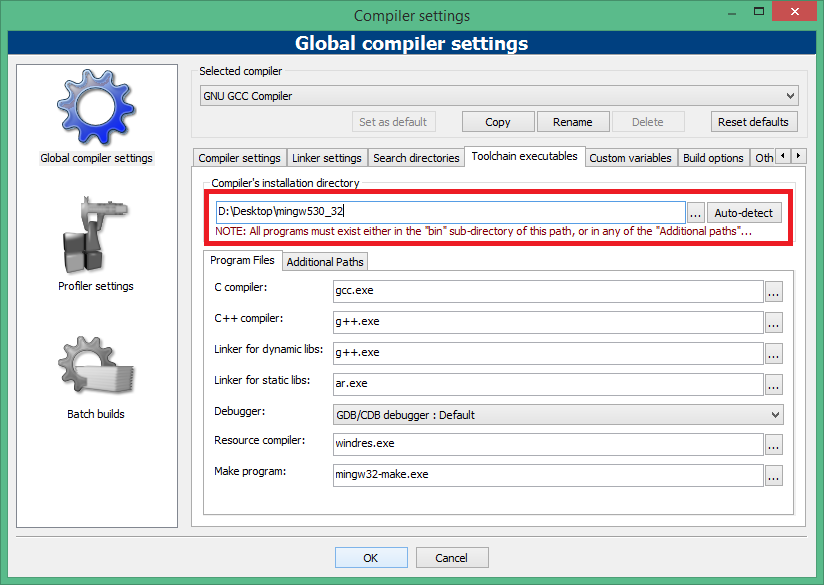 Compiler settings
Global compiler settings
Global compiler settings
Profiler settings
Batch builds
Selected compiler
GNU GCC Compiler
Set as default Copy Rename Delete Reset defaults
Compiler settings Linker settings Search directories Toolchain executables Custom variables Build options Oth
Compiler's installation directory
D:\Desktop\mingw530_32 ... Auto-detect
NOTE: All programs must exist either in the "bin" sub-directory of this path, or in any of the "Additional paths"...
Program Files Additional Paths
C compiler: gcc.exe ...
C++ compiler: g++.exe ...
Linker for dynamic libs: g++.exe ...
Linker for static libs: ar.exe ...
Debugger: GDB/CDB debugger : Default
Resource compiler: windres.exe ...
Make program: mingw32-make.exe ...
OK Cancel